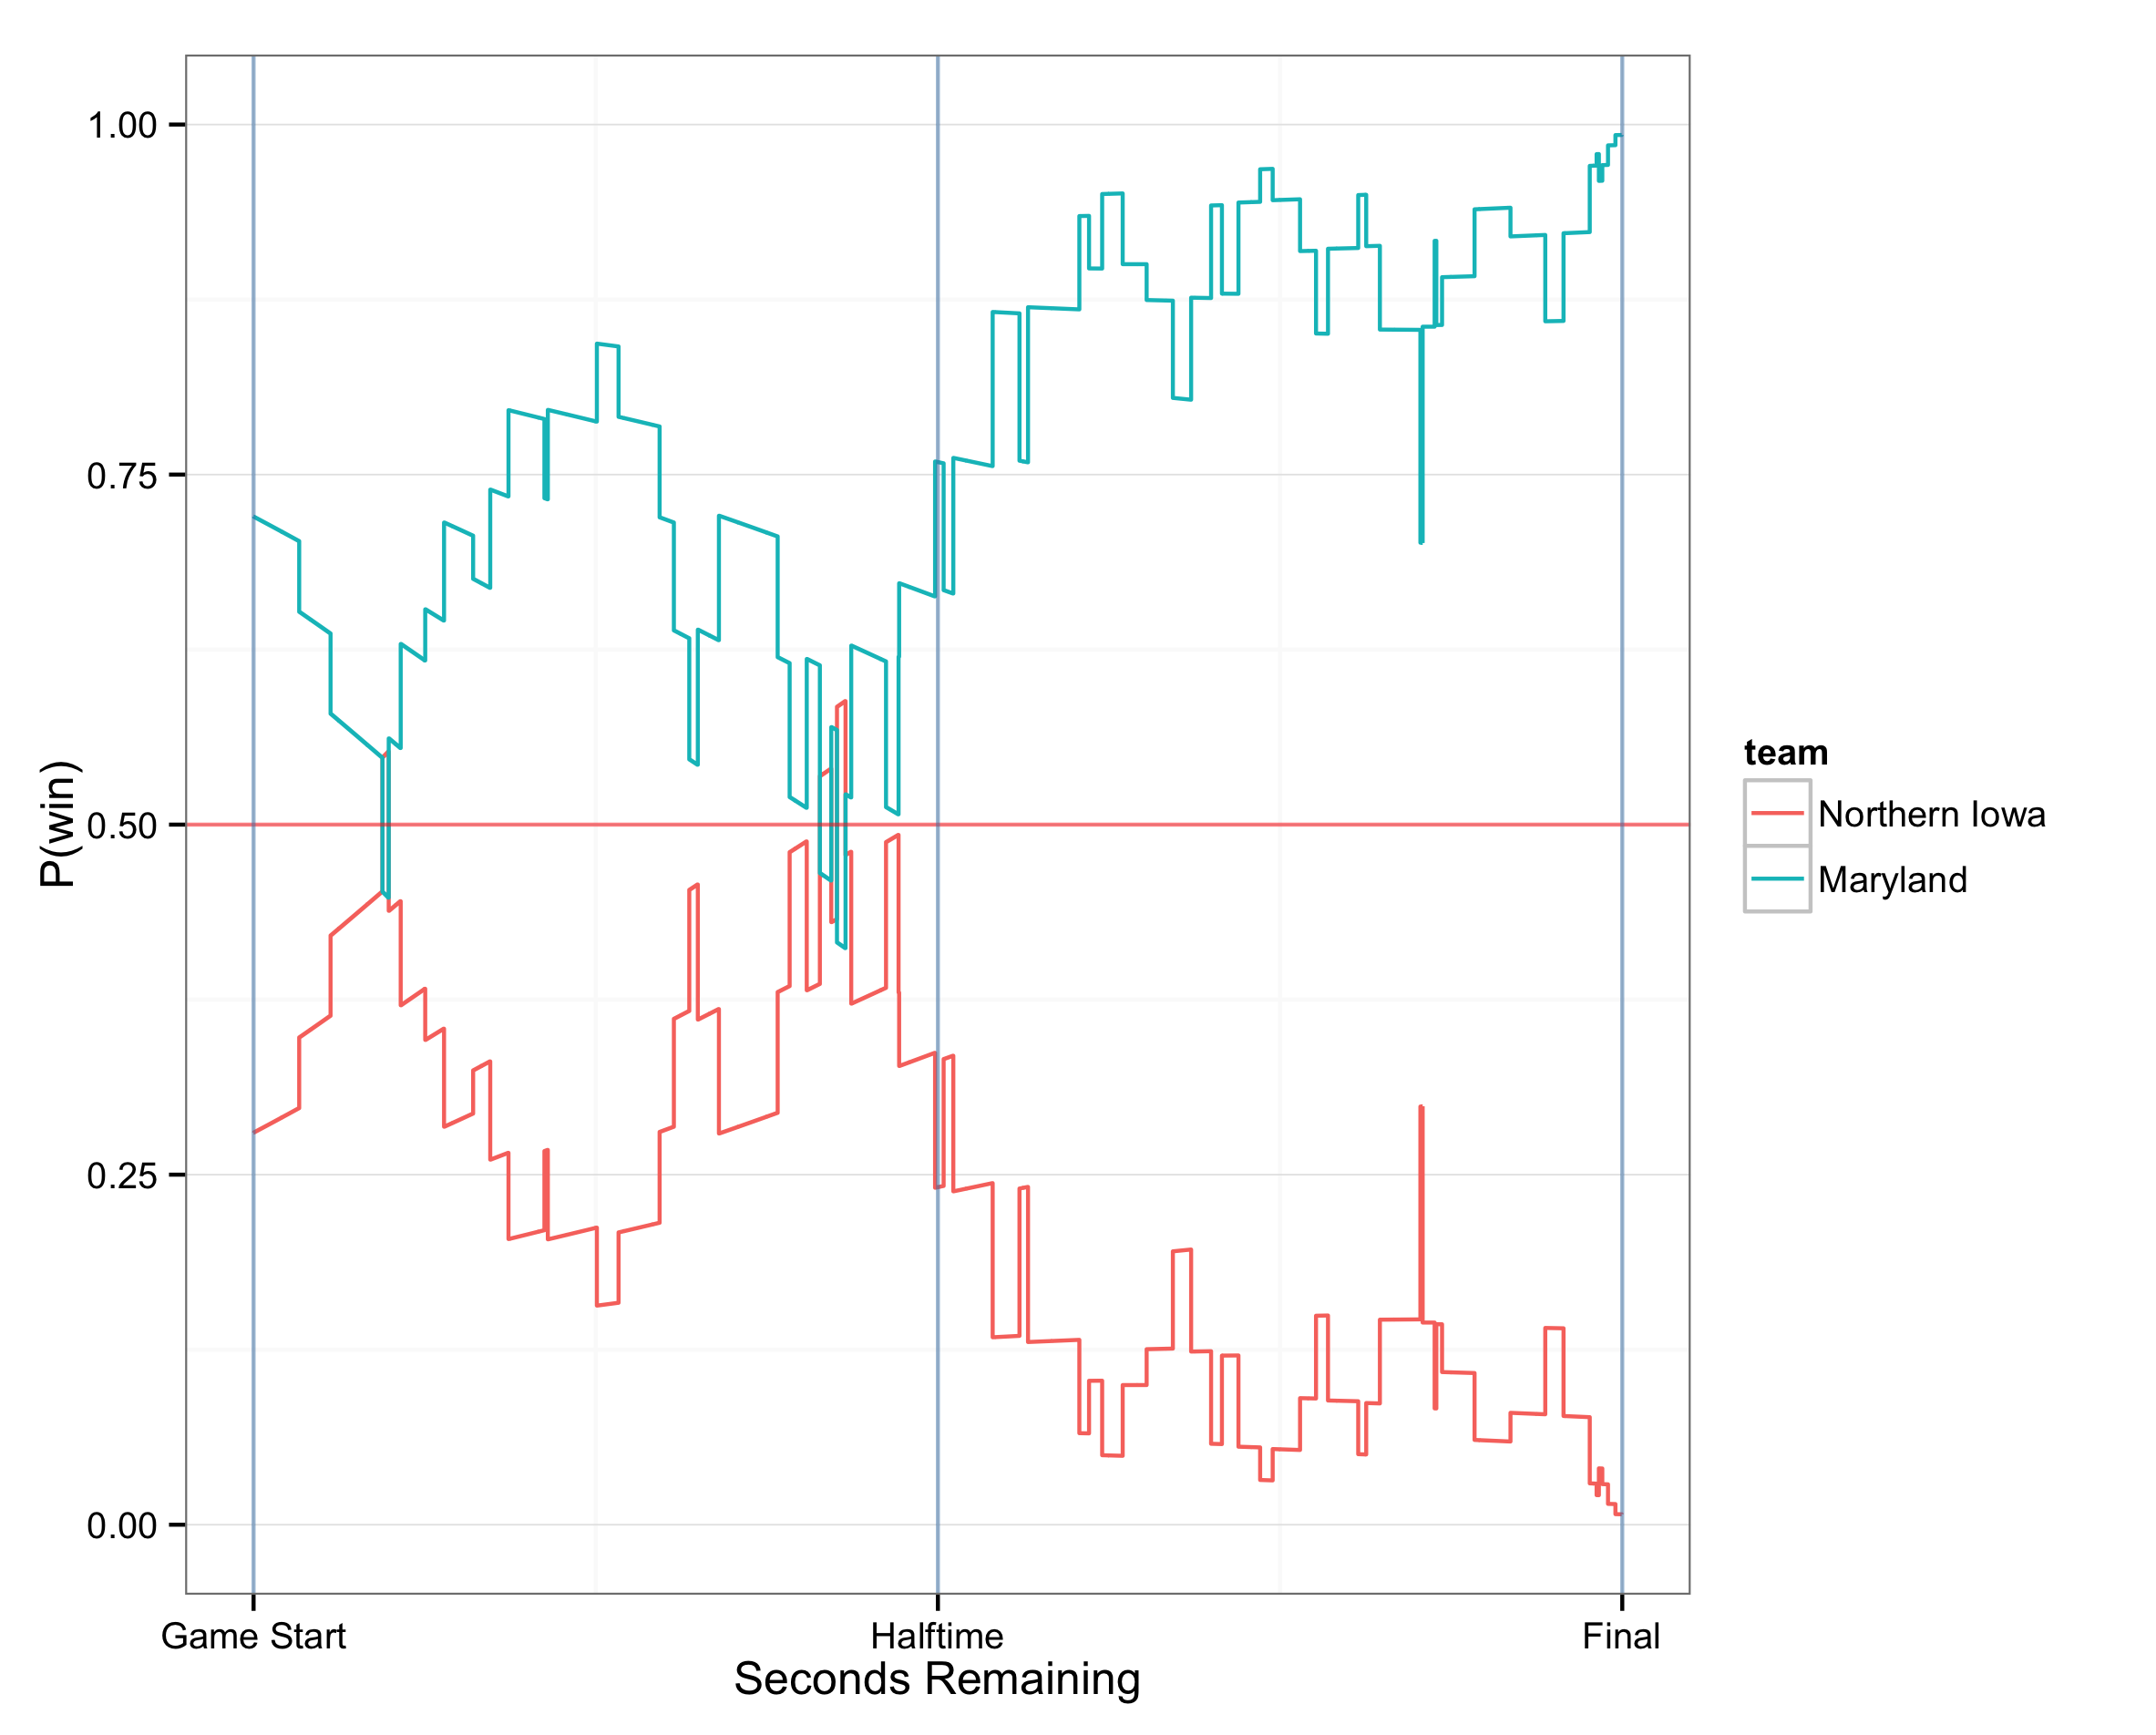 1.00
0.75
0.50
0.25
0.00
P(win)
Game Start
Halftime
Final
Seconds Remaining
team
Northern Iowa
Maryland